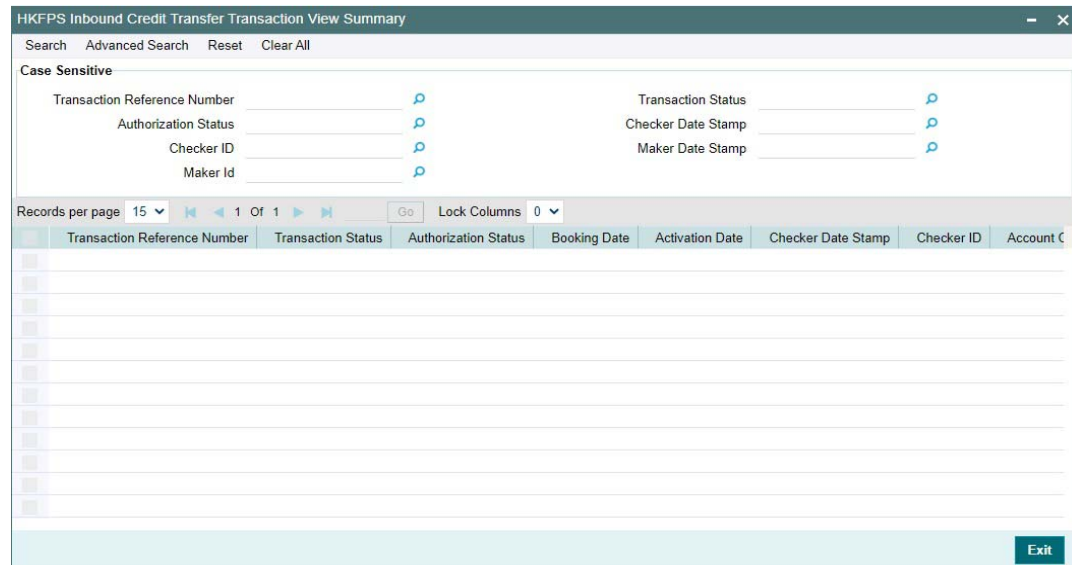 HKFPS Inbound Credit Transfer Transaction View Summary
Search Advanced Search Reset Clear All
Case Sensitive
Transaction Reference Number Transaction Status
Authorization Status Checker Date Stamp
Checker ID Maker Date Stamp
Maker Id
Records per page 15 1 Of 1 Go Lock Columns 0
Transaction Reference Number Transaction Status Authorization Status Booking Date Activation Date Checker Date Stamp Checker ID Account
Exit